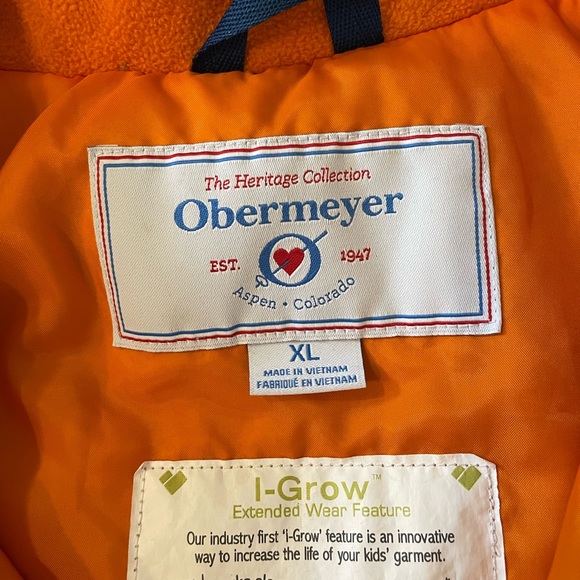 The Heritage Collection
Obermeyer
EST. 1947
Aspen • Colorado
XL
MADE IN VIETNAM
FABRIQUÉ EN VIETNAM
I-Grow™
Extended Wear Feature
Our industry first 'i-Grow' feature is an innovative
way to increase the life of your kids' garment.